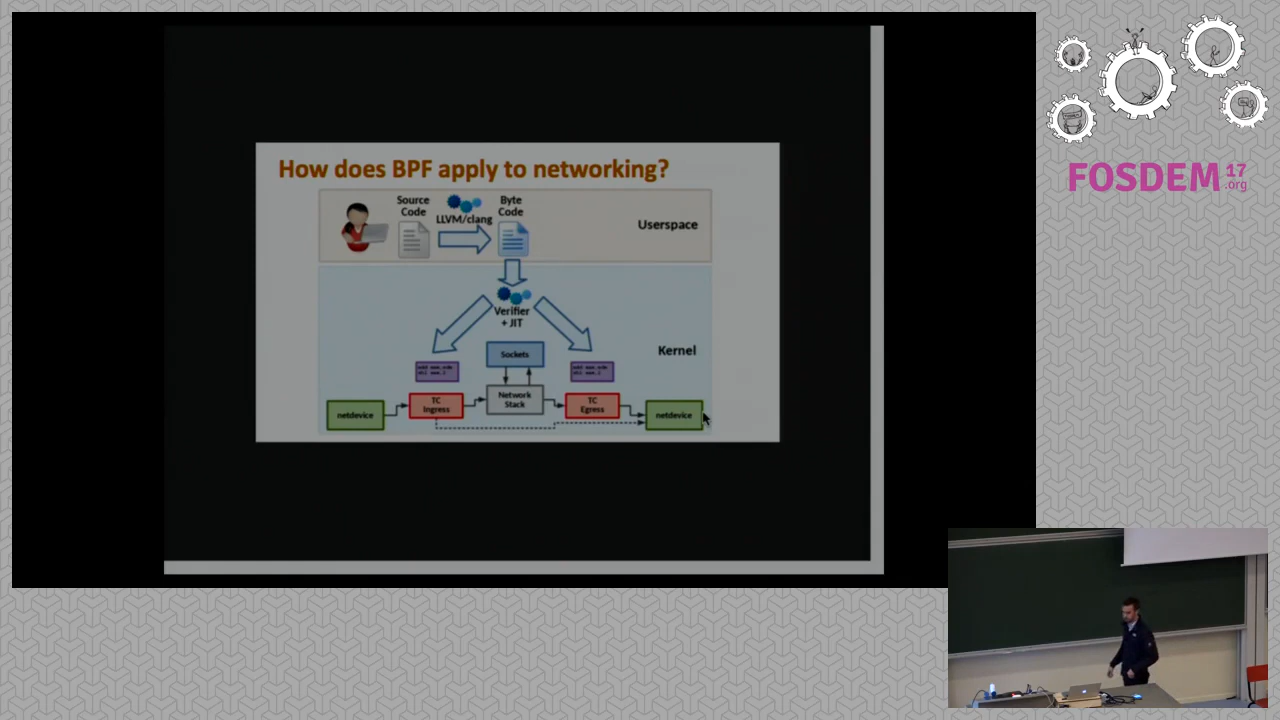 How does BPF apply to networking?
Source
Code
LLVM/clang
Byte
Code
Userspace
Verifier
+ JIT
Kernel
Sockets
netdevice
TC
Ingress
Network
Stack
TC
Egress
netdevice
FOSDEM 17
.org